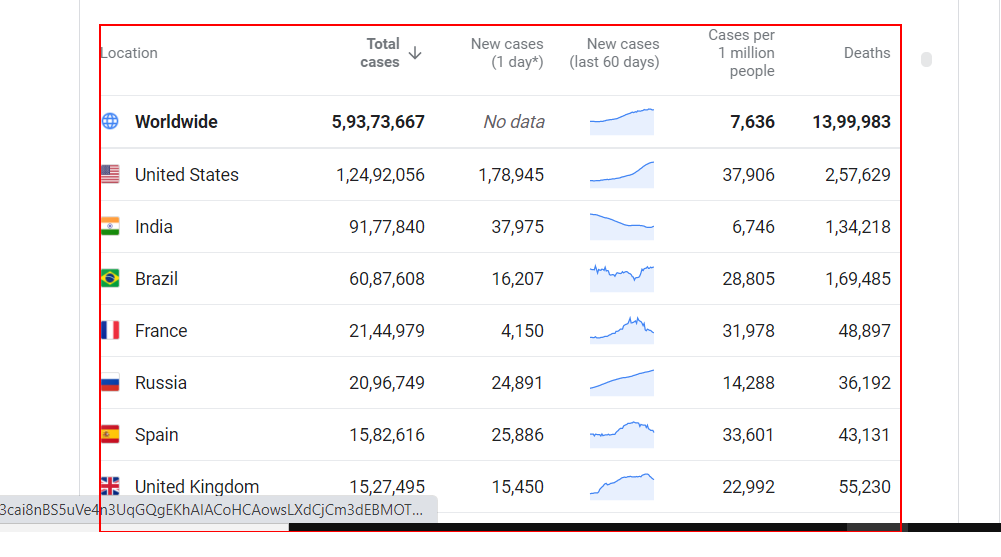 Location Total cases ↓ New cases (1 day*) New cases (last 60 days) Cases per 1 million people Deaths
Worldwide 5,93,73,667 No data 7,636 13,99,983
United States 1,24,92,056 1,78,945 37,906 2,57,629
India 91,77,840 37,975 6,746 1,34,218
Brazil 60,87,608 16,207 28,805 1,69,485
France 21,44,979 4,150 31,978 48,897
Russia 20,96,749 24,891 14,288 36,192
Spain 15,82,616 25,886 33,601 43,131
United Kingdom 15,27,495 15,450 22,992 55,230
3cai8nBS5uVe4n3UqGQgEKhAIACoHCAowsLXdCjCm3dEBMOT...